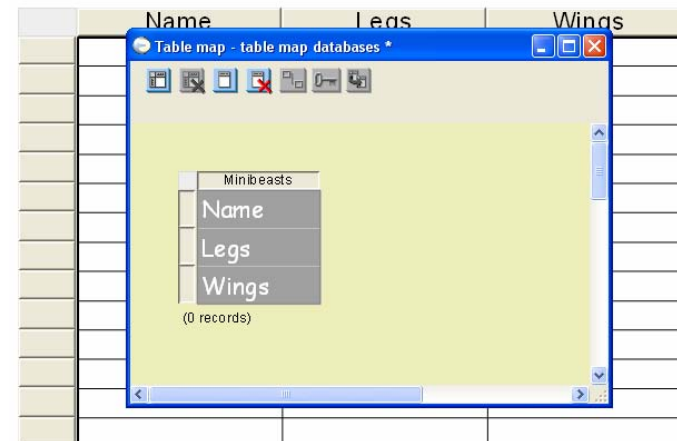 Name Legs Wings
Table map - table map databases *
Minibeasts
Name
Legs
Wings
(0 records)